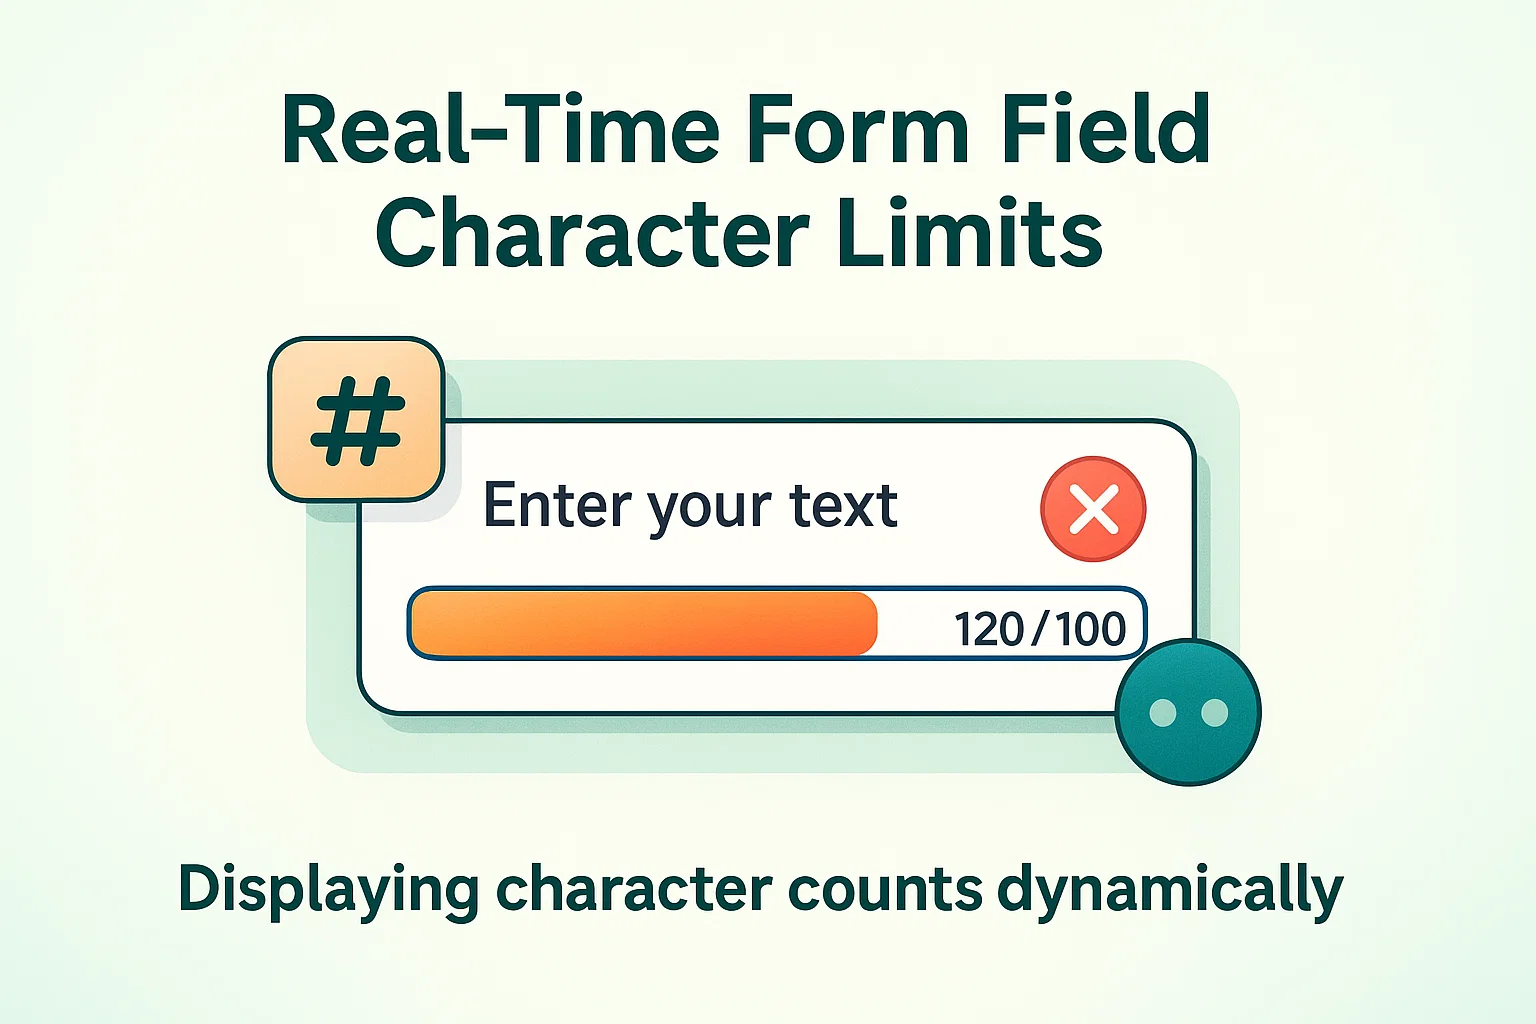 Real-Time Form Field
Character Limits
#
Enter your text
120/100
Displaying character counts dynamically